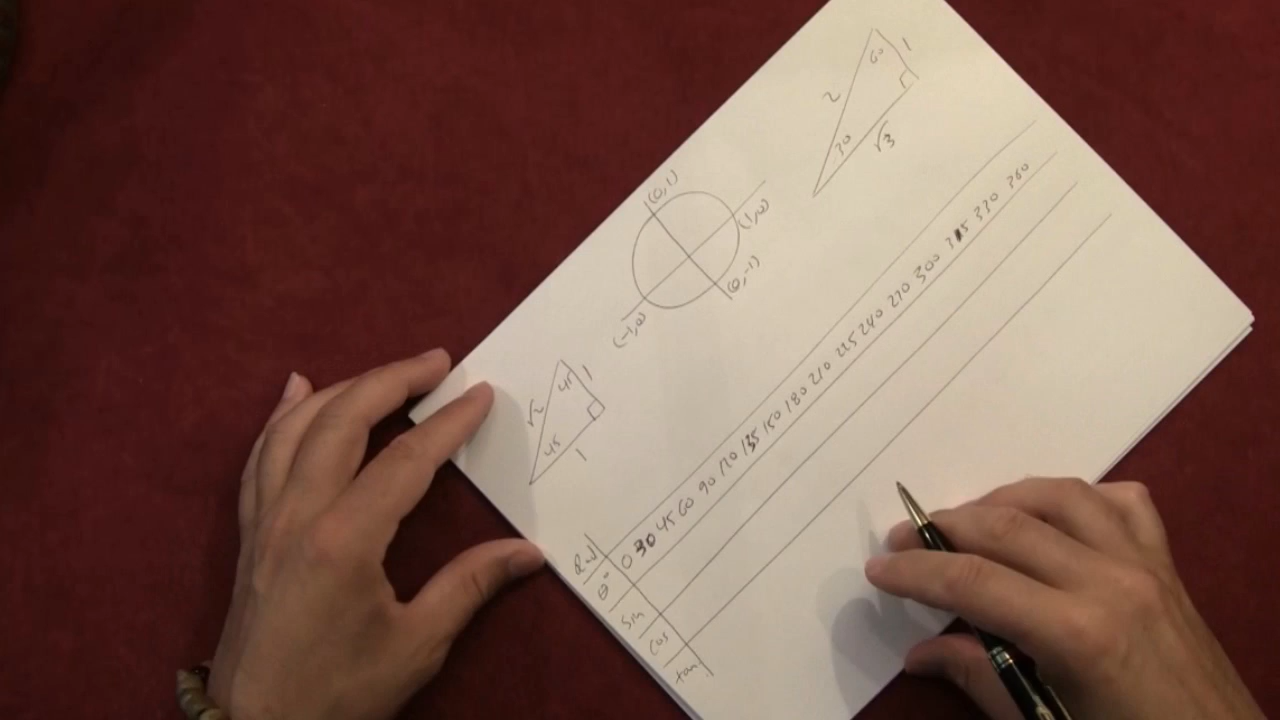 √2
45
45
1
1
(0,1)
(-1,0)
(1,0)
(0,-1)
2
60
1
30
√3
Rad
θ° 0 30 45 60 90 120 135 150 180 210 225 240 270 300 315 330 360
sin
cos
tan